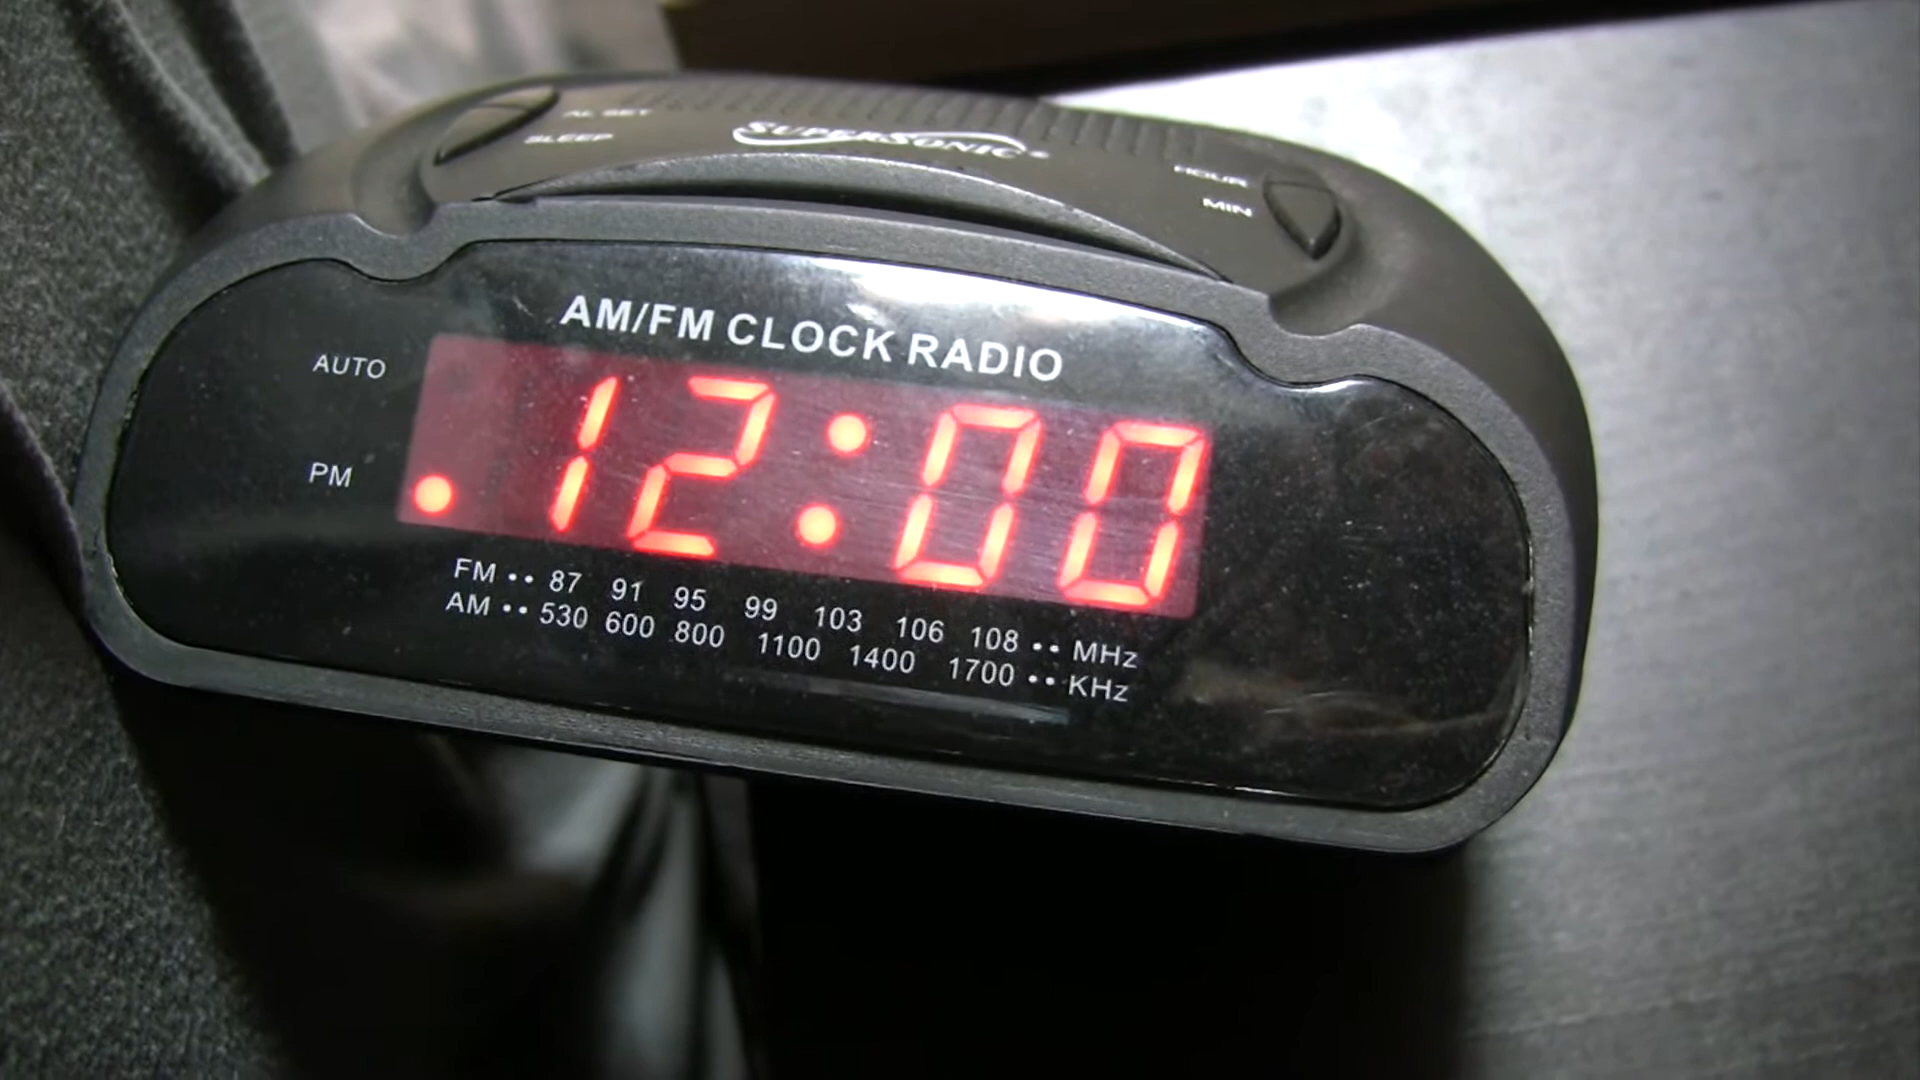 AL SET
SLEEP
SUPERSONIC®
HOUR
MIN
AM/FM CLOCK RADIO
AUTO
PM
12:00
FM •• 87 91 95 99 103 106 108 •• MHz
AM •• 530 600 800 1100 1400 1700 •• KHz